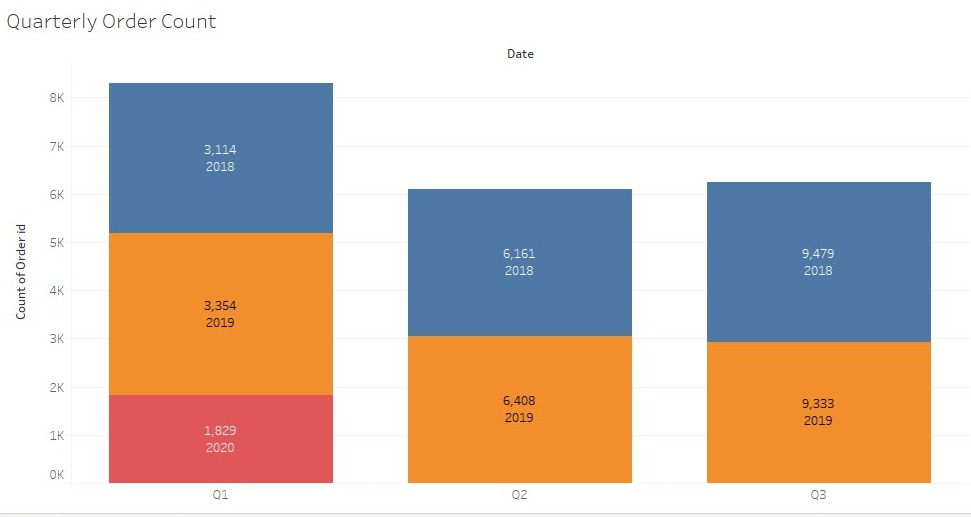 Quarterly Order Count
Date
Count of Order id
8K
7K
6K
5K
4K
3K
2K
1K
0K
3,114
2018
3,354
2019
1,829
2020
6,161
2018
6,408
2019
9,479
2018
9,333
2019
Q1
Q2
Q3